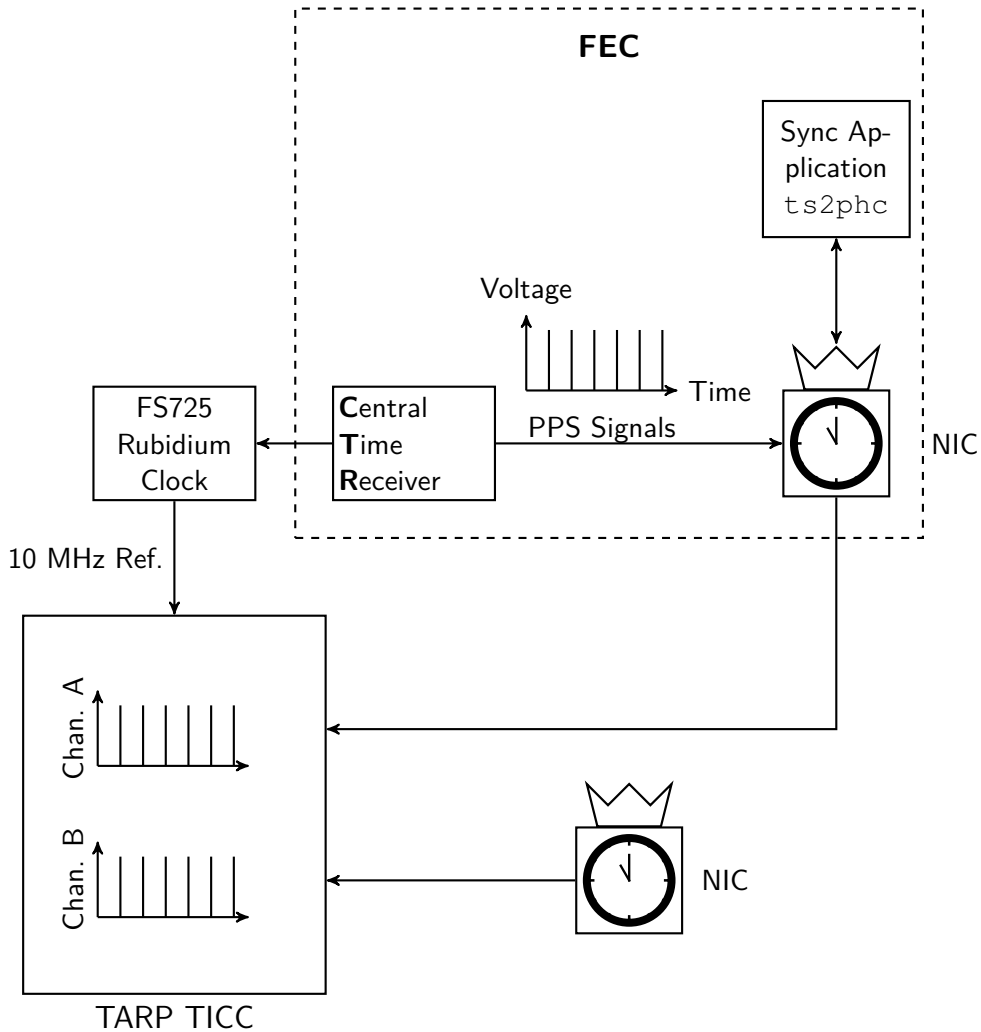 FEC
Sync Ap-
plication
ts2phc
Voltage
Time
PPS Signals
FS725
Rubidium
Clock
Central
Time
Receiver
NIC
10 MHz Ref.
Chan. A
Chan. B
NIC
TARP TICC